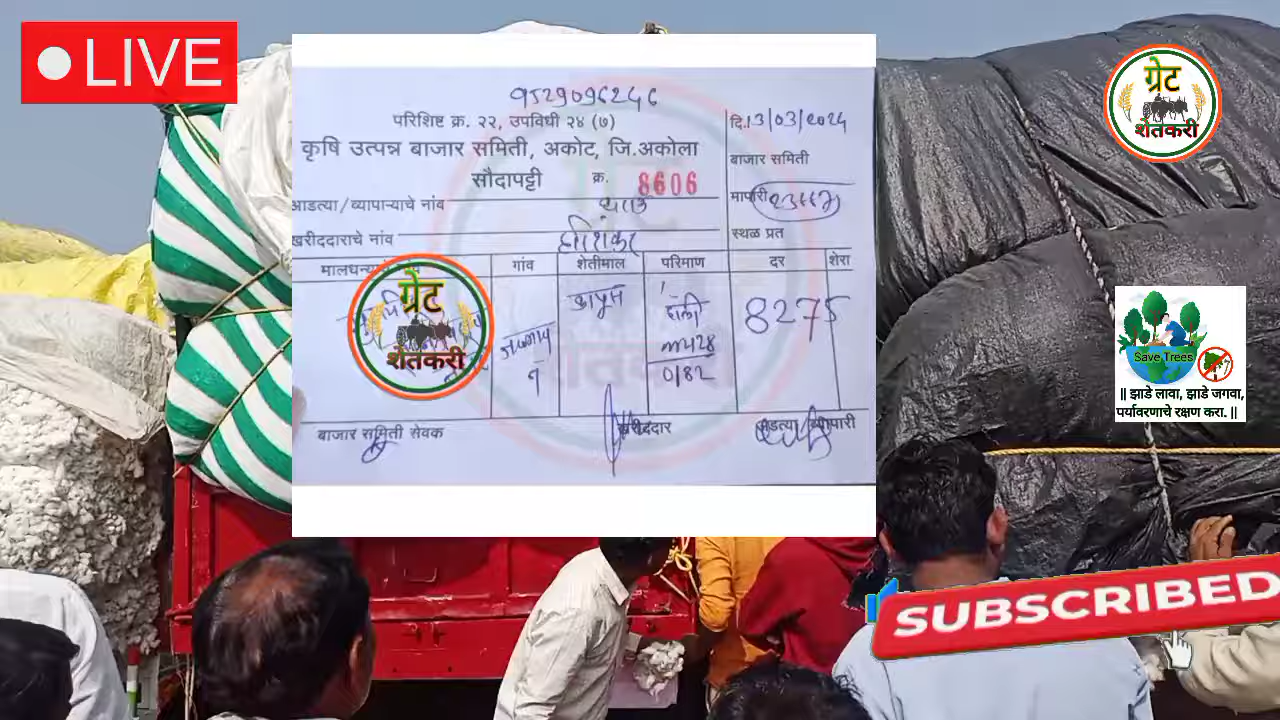 LIVE
9529096246
परिशिष्ट क्र. २२, उपविधी २४ (७)
दि.13/03/2024
कृषि उत्पन्न बाजार समिती, अकोट, जि.अकोला
बाजार समिती
सौदापट्टी क्र. 8606
आडत्या/व्यापाऱ्याचे नांव
मापारी
खरीददाराचे नांव
स्थळ प्रत
मालधन्याचे गांव शेतीमाल परिमाण दर शेरा
कापूस
8275
0/82
बाजार समिती सेवक खरीददार आडत्या/व्यापारी
ग्रेट
शेतकरी
ग्रेट
शेतकरी
Save Trees
|| झाडे लावा, झाडे जगवा,
पर्यावरणाचे रक्षण करा. ||
SUBSCRIBED